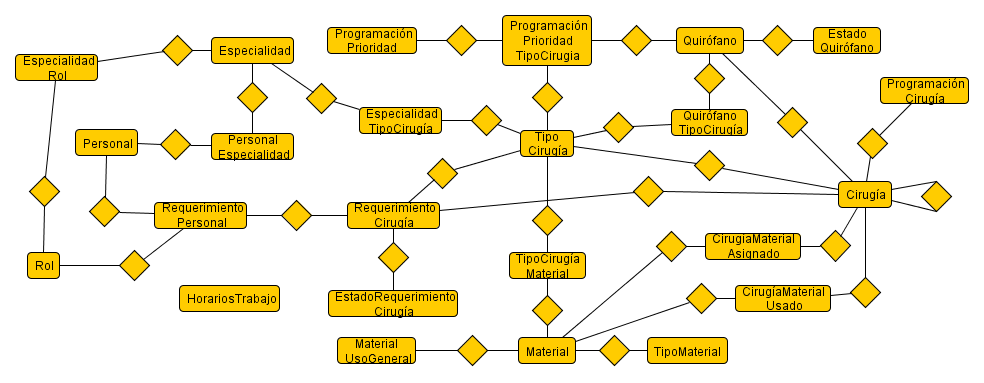 Programación
Prioridad
Programación
Prioridad
TipoCirugia
Quirófano
Estado
Quirófano
Especialidad
Especialidad
Rol
Programación
Cirugía
Especialidad
TipoCirugía
Quirófano
TipoCirugía
Personal
Personal
Especialidad
Tipo
Cirugía
Cirugía
Requerimiento
Personal
Requerimiento
Cirugía
CirugíaMaterial
Asignado
Rol
TipoCirugía
Material
HorariosTrabajo
EstadoRequerimiento
Cirugía
CirugíaMaterial
Usado
Material
UsoGeneral
Material
TipoMaterial